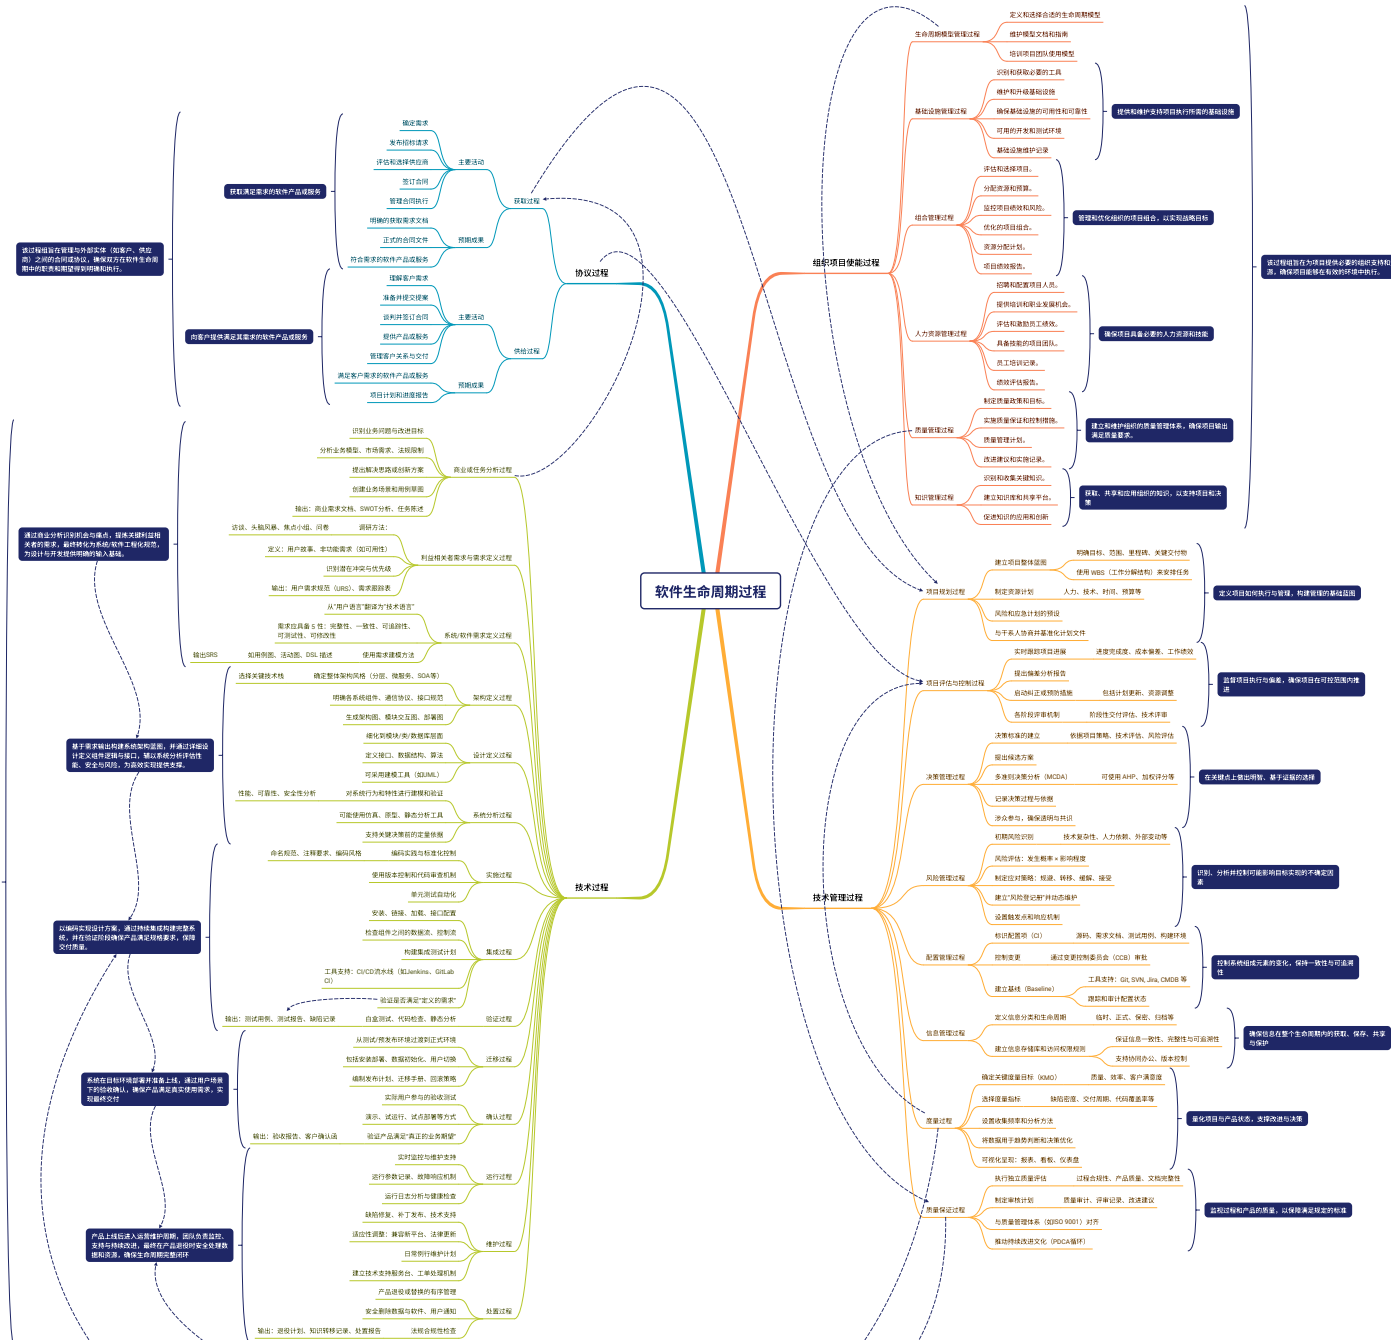 软件生命周期过程
协议过程
获取过程
主要活动
确定需求
发布招标请求
评估和选择供应商
签订合同
管理合同执行
预期成果
明确的获取需求文档
正式的合同文件
符合需求的软件产品或服务
获取满足需求的软件产品或服务
供给过程
主要活动
理解客户需求
准备并提交提案
谈判并签订合同
提供产品或服务
管理客户关系与交付
预期成果
满足客户需求的软件产品或服务
项目计划和进度报告
向客户提供满足其需求的软件产品或服务
该过程组旨在管理与外部实体（如客户、供应
商）之间的合同或协议，确保双方在软件生命周
期中的职责和期望得到明确和执行。
组织项目使能过程
生命周期模型管理过程
定义和选择合适的生命周期模型
维护模型文档和指南
培训项目团队使用模型
基础设施管理过程
识别和获取必要的工具
维护和升级基础设施
确保基础设施的可用性和可靠性
可用的开发和测试环境
基础设施维护记录
提供和维护支持项目执行所需的基础设施
组合管理过程
评估和选择项目。
分配资源和预算。
监控项目绩效和风险。
优化的项目组合。
资源分配计划。
项目绩效报告。
管理和优化组织的项目组合，以实现战略目标
人力资源管理过程
招聘和配置项目人员。
提供培训和职业发展机会。
评估和激励员工绩效。
具备技能的项目团队。
员工培训记录。
绩效评估报告。
确保项目具备必要的人力资源和技能
质量管理过程
制定质量政策和目标。
实施质量保证和控制措施。
质量管理计划。
改进建议和实施记录。
建立和维护组织的质量管理体系，确保项目输出
满足质量要求。
知识管理过程
识别和收集关键知识。
建立知识库和共享平台。
促进知识的应用和创新
获取、共享和应用组织的知识，以支持项目和决
策
该过程组旨在为项目提供必要的组织支持和
源，确保项目能够在有效的环境中执行。
技术过程
商业或任务分析过程
识别业务问题与改进目标
分析业务模型、市场需求、法规限制
提出解决思路或创新方案
创建业务场景和用例草图
输出：商业需求文档、SWOT分析、任务陈述
利益相关者需求与需求定义过程
访谈、头脑风暴、焦点小组、问卷 调研方法：
定义：用户故事、非功能需求（如可用性）
识别潜在冲突与优先级
输出：用户需求规范（URS）、需求跟踪表
系统/软件需求定义过程
从“用户语言”翻译为“技术语言”
需求应具备 5 性：完整性、一致性、可追踪性、
可测试性、可修改性
输出SRS 如用例图、活动图、DSL 描述 使用需求建模方法
通过商业分析识别机会与痛点，提炼关键利益相
关者的需求，最终转化为系统/软件工程化规范，
为设计与开发提供明确的输入基础。
架构定义过程
选择关键技术栈 确定整体架构风格（分层、微服务、SOA等）
明确各系统组件、通信协议、接口规范
生成架构图、模块交互图、部署图
设计定义过程
细化到模块/类/数据库层面
定义接口、数据结构、算法
可采用建模工具（如UML）
系统分析过程
性能、可靠性、安全性分析 对系统行为和特性进行建模和验证
可能使用仿真、原型、静态分析工具
支持关键决策前的定量依据
基于需求输出构建系统架构蓝图，并通过详细设
计定义组件逻辑与接口，辅以系统分析评估性
能、安全与风险，为高效实现提供支撑。
实施过程
命名规范、注释要求、编码风格 编码实践与标准化控制
使用版本控制和代码审查机制
单元测试自动化
集成过程
安装、链接、加载、接口配置
检查组件之间的数据流、控制流
构建集成测试计划
工具支持：CI/CD流水线（如Jenkins、GitLab
CI）
验证是否满足“定义的需求”
验证过程
输出：测试用例、测试报告、缺陷记录 白盒测试、代码检查、静态分析
以编码实现设计方案，通过持续集成构建完整系
统，并在验证阶段确保产品满足规格要求，保障
交付质量。
迁移过程
从测试/预发布环境过渡到正式环境
包括安装部署、数据初始化、用户切换
编制发布计划、迁移手册、回滚策略
确认过程
实际用户参与的验收测试
演示、试运行、试点部署等方式
输出：验收报告、客户确认函 验证产品满足“真正的业务期望”
系统在目标环境部署并准备上线，通过用户场景
下的验收确认，确保产品满足真实使用需求，实
现最终交付
运行过程
实时监控与维护支持
运行参数记录、故障响应机制
运行日志分析与健康检查
维护过程
缺陷修复、补丁发布、技术支持
适应性调整：兼容新平台、法律更新
日常例行维护计划
建立技术支持服务台、工单处理机制
处置过程
产品退役或替换的有序管理
安全删除数据与软件、用户通知
输出：退役计划、知识转移记录、处置报告 法规合规性检查
产品上线后进入运营维护周期，团队负责监控、
支持与持续改进，最终在产品退役时安全处理数
据和资源，确保生命周期完整闭环
技术管理过程
项目规划过程
建立项目整体蓝图
明确目标、范围、里程碑、关键交付物
使用 WBS（工作分解结构）来安排任务
制定资源计划 人力、技术、时间、预算等
风险和应急计划的预设
与干系人协商并基准化计划文件
定义项目如何执行与管理，构建管理的基础蓝图
项目评估与控制过程
实时跟踪项目进展 进度完成度、成本偏差、工作绩效
提出偏差分析报告
启动纠正或预防措施 包括计划更新、资源调整
各阶段评审机制 阶段性交付评估、技术评审
监督项目执行与偏差，确保项目在可控范围内推
进
决策管理过程
决策标准的建立 依据项目策略、技术评估、风险评估
提出候选方案
多准则决策分析（MCDA） 可使用 AHP、加权评分等
记录决策过程与依据
涉众参与，确保透明与共识
在关键点上做出明智、基于证据的选择
风险管理过程
初期风险识别 技术复杂性、人力依赖、外部变动等
风险评估：发生概率 × 影响程度
制定应对策略：规避、转移、缓解、接受
建立“风险登记册”并动态维护
设置触发点和响应机制
识别、分析并控制可能影响目标实现的不确定因
素
配置管理过程
标识配置项（CI） 源码、需求文档、测试用例、构建环境
控制变更 通过变更控制委员会（CCB）审批
建立基线（Baseline）
工具支持：Git, SVN, Jira, CMDB 等
跟踪和审计配置状态
控制系统组成元素的变化，保持一致性与可追溯
性
信息管理过程
定义信息分类和生命周期 临时、正式、保密、归档等
建立信息存储库和访问权限规则
保证信息一致性、完整性与可追溯性
支持协同办公、版本控制
确保信息在整个生命周期内的获取、保存、共享
与保护
度量过程
确定关键度量目标（KMO） 质量、效率、客户满意度
选择度量指标 缺陷密度、交付周期、代码覆盖率等
设置收集频率和分析方法
将数据用于趋势判断和决策优化
可视化呈现：报表、看板、仪表盘
量化项目与产品状态，支撑改进与决策
质量保证过程
执行独立质量评估 过程合规性、产品质量、文档完整性
制定审核计划 质量审计、评审记录、改进建议
与质量管理体系（如ISO 9001）对齐
推动持续改进文化（PDCA循环）
监视过程和产品的质量，以保障满足规定的标准